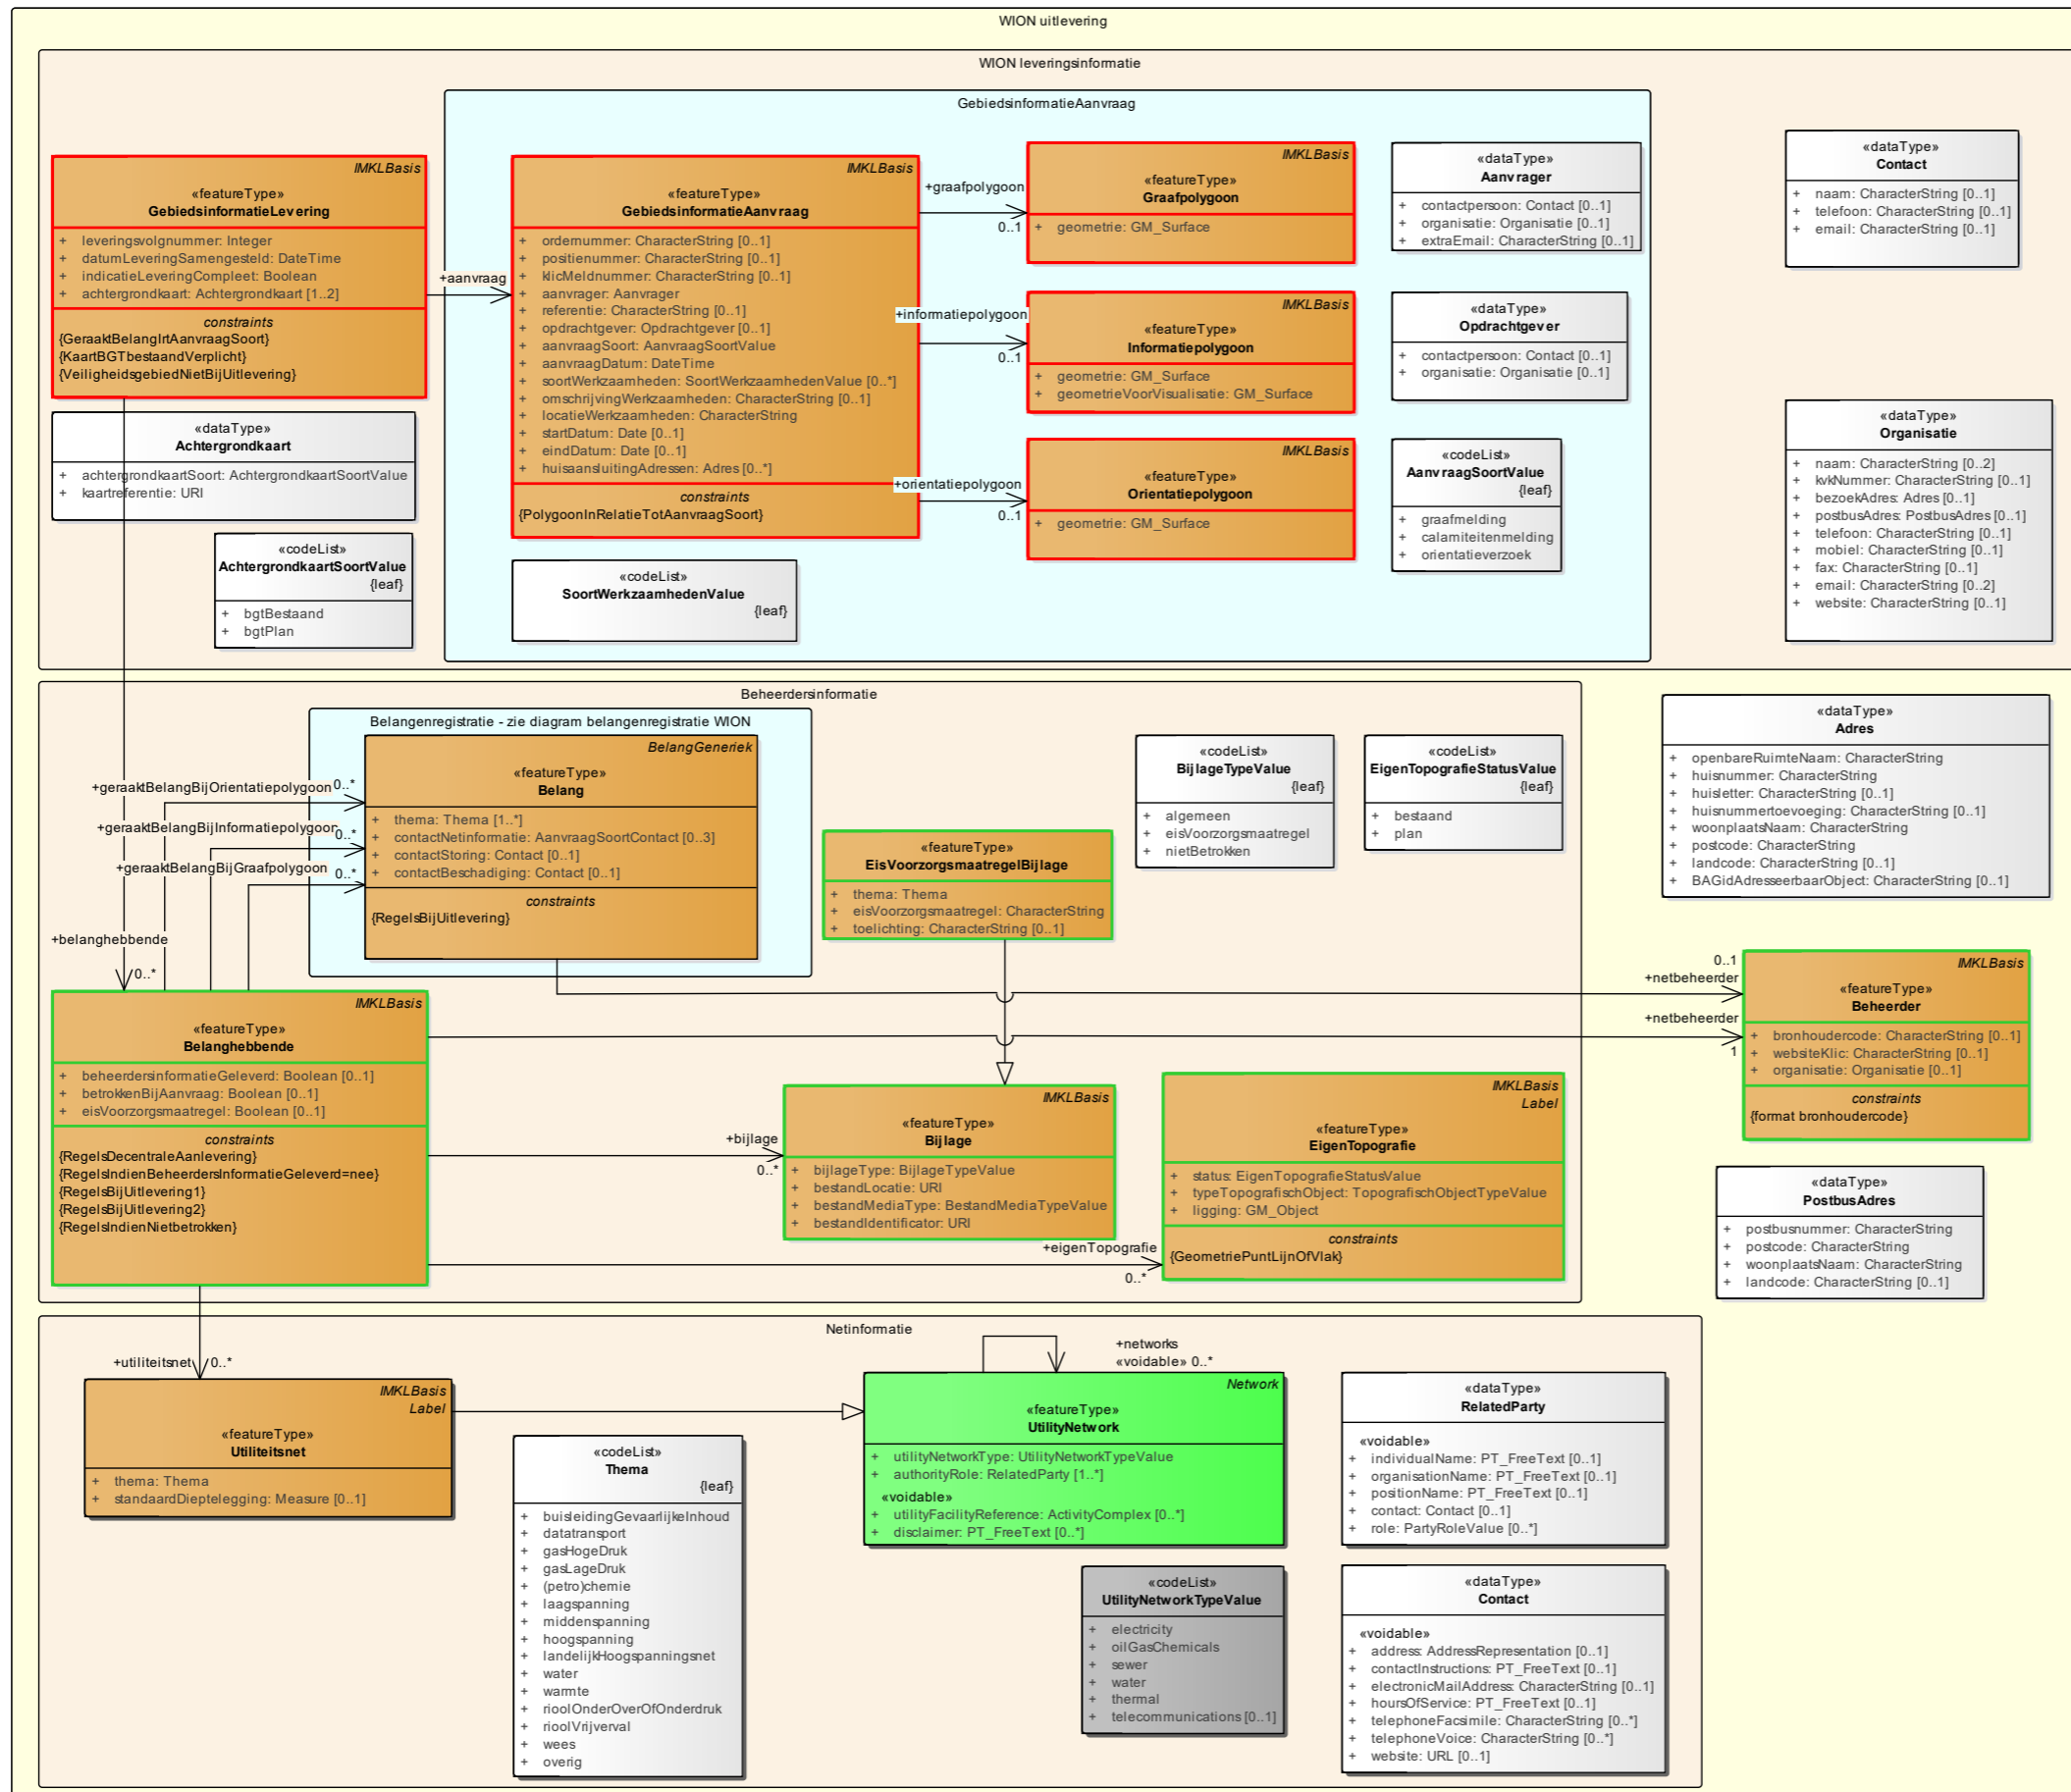 WION uitlevering
WION leveringsinformatie
GebiedsinformatieAanvraag
IMKLBasis
«featureType»
GebiedsinformatieLevering
+ leveringsvolgnummer: Integer
+ datumLeveringSamengesteld: DateTime
+ indicatieLeveringCompleet: Boolean
+ achtergrondkaart: Achtergrondkaart [1..2]
constraints
{GeraaktBelangIrtAanvraagSoort}
{KaartBGTbestaandVerplicht}
{VeiligheidsgebiedNietBijUitlevering}
+aanvraag
IMKLBasis
«featureType»
GebiedsinformatieAanvraag
+ ordernummer: CharacterString [0..1]
+ positienummer: CharacterString [0..1]
+ klicMeldnummer: CharacterString [0..1]
+ aanvrager: Aanvrager
+ referentie: CharacterString [0..1]
+ opdrachtgever: Opdrachtgever [0..1]
+ aanvraagSoort: AanvraagSoortValue
+ aanvraagDatum: DateTime
+ soortWerkzaamheden: SoortWerkzaamhedenValue [0..*]
+ omschrijvingWerkzaamheden: CharacterString [0..1]
+ locatieWerkzaamheden: CharacterString
+ startDatum: Date [0..1]
+ eindDatum: Date [0..1]
+ huisaansluitingAdressen: Adres [0..*]
constraints
{PolygoonInRelatieTotAanvraagSoort}
+graafpolygoon
0..1
IMKLBasis
«featureType»
Graafpolygoon
+ geometrie: GM_Surface
+informatiepolygoon
0..1
IMKLBasis
«featureType»
Informatiepolygoon
+ geometrie: GM_Surface
+ geometrieVoorVisualisatie: GM_Surface
+orientatiepolygoon
0..1
IMKLBasis
«featureType»
Orientatiepolygoon
+ geometrie: GM_Surface
«dataType»
Aanvrager
+ contactpersoon: Contact [0..1]
+ organisatie: Organisatie [0..1]
+ extraEmail: CharacterString [0..1]
«dataType»
Opdrachtgever
+ contactpersoon: Contact [0..1]
+ organisatie: Organisatie [0..1]
«codeList»
AanvraagSoortValue
{leaf}
+ graafmelding
+ calamiteitenmelding
+ orientatieverzoek
«dataType»
Contact
+ naam: CharacterString [0..1]
+ telefoon: CharacterString [0..1]
+ email: CharacterString [0..1]
«dataType»
Organisatie
+ naam: CharacterString [0..2]
+ kvkNummer: CharacterString [0..1]
+ bezoekAdres: Adres [0..1]
+ postbusAdres: PostbusAdres [0..1]
+ telefoon: CharacterString [0..1]
+ mobiel: CharacterString [0..1]
+ fax: CharacterString [0..1]
+ email: CharacterString [0..2]
+ website: CharacterString [0..1]
«dataType»
Achtergrondkaart
+ achtergrondkaartSoort: AchtergrondkaartSoortValue
+ kaartreferentie: URI
«codeList»
AchtergrondkaartSoortValue
{leaf}
+ bgtBestaand
+ bgtPlan
«codeList»
SoortWerkzaamhedenValue
{leaf}
Beheerdersinformatie
Belangenregistratie - zie diagram belangenregistratie WION
BelangGeneriek
«featureType»
Belang
+ thema: Thema [1..*]
+ contactNetinformatie: AanvraagSoortContact [0..3]
+ contactStoring: Contact [0..1]
+ contactBeschadiging: Contact [0..1]
constraints
{RegelsBijUitlevering}
+geraaktBelangBijOrientatiepolygoon 0..*
+geraaktBelangBijInformatiepolygoon 0..*
+geraaktBelangBijGraafpolygoon 0..*
+belanghebbende
0..*
«featureType»
EisVoorzorgsmaatregelBijlage
+ thema: Thema
+ eisVoorzorgsmaatregel: CharacterString
+ toelichting: CharacterString [0..1]
«codeList»
BijlageTypeValue
{leaf}
+ algemeen
+ eisVoorzorgsmaatregel
+ nietBetrokken
«codeList»
EigenTopografieStatusValue
{leaf}
+ bestaand
+ plan
«dataType»
Adres
+ openbareRuimteNaam: CharacterString
+ huisnummer: CharacterString
+ huisletter: CharacterString [0..1]
+ huisnummertoevoeging: CharacterString [0..1]
+ woonplaatsNaam: CharacterString
+ postcode: CharacterString
+ landcode: CharacterString [0..1]
+ BAGidAdresseerbaarObject: CharacterString [0..1]
IMKLBasis
«featureType»
Belanghebbende
+ beheerdersinformatieGeleverd: Boolean [0..1]
+ betrokkenBijAanvraag: Boolean [0..1]
+ eisVoorzorgsmaatregel: Boolean [0..1]
constraints
{RegelsDecentraleAanlevering}
{RegelsIndienBeheerdersInformatieGeleverd=nee}
{RegelsBijUitlevering1}
{RegelsBijUitlevering2}
{RegelsIndienNietbetrokken}
0..1
+netbeheerder
+netbeheerder
1
IMKLBasis
«featureType»
Beheerder
+ bronhoudercode: CharacterString [0..1]
+ websiteKlic: CharacterString [0..1]
+ organisatie: Organisatie [0..1]
constraints
{format bronhoudercode}
+bijlage
0..*
IMKLBasis
«featureType»
Bijlage
+ bijlageType: BijlageTypeValue
+ bestandLocatie: URI
+ bestandMediaType: BestandMediaTypeValue
+ bestandIdentificator: URI
+eigenTopografie
0..*
IMKLBasis
Label
«featureType»
EigenTopografie
+ status: EigenTopografieStatusValue
+ typeTopografischObject: TopografischObjectTypeValue
+ ligging: GM_Object
constraints
{GeometriePuntLijnOfVlak}
«dataType»
PostbusAdres
+ postbusnummer: CharacterString
+ postcode: CharacterString
+ woonplaatsNaam: CharacterString
+ landcode: CharacterString [0..1]
Netinformatie
+utiliteitsnet 0..*
IMKLBasis
Label
«featureType»
Utiliteitsnet
+ thema: Thema
+ standaardDieptelegging: Measure [0..1]
«codeList»
Thema
{leaf}
+ buisleidingGevaarlijkeInhoud
+ datatransport
+ gasHogeDruk
+ gasLageDruk
+ (petro)chemie
+ laagspanning
+ middenspanning
+ hoogspanning
+ landelijkHoogspanningsnet
+ water
+ warmte
+ rioolOnderOverOfOnderdruk
+ rioolVrijverval
+ wees
+ overig
+networks
«voidable» 0..*
Network
«featureType»
UtilityNetwork
+ utilityNetworkType: UtilityNetworkTypeValue
+ authorityRole: RelatedParty [1..*]
«voidable»
+ utilityFacilityReference: ActivityComplex [0..*]
+ disclaimer: PT_FreeText [0..*]
«codeList»
UtilityNetworkTypeValue
+ electricity
+ oilGasChemicals
+ sewer
+ water
+ thermal
+ telecommunications [0..1]
«dataType»
RelatedParty
«voidable»
+ individualName: PT_FreeText [0..1]
+ organisationName: PT_FreeText [0..1]
+ positionName: PT_FreeText [0..1]
+ contact: Contact [0..1]
+ role: PartyRoleValue [0..*]
«dataType»
Contact
«voidable»
+ address: AddressRepresentation [0..1]
+ contactInstructions: PT_FreeText [0..1]
+ electronicMailAddress: CharacterString [0..1]
+ hoursOfService: PT_FreeText [0..1]
+ telephoneFacsimile: CharacterString [0..*]
+ telephoneVoice: CharacterString [0..*]
+ website: URL [0..1]